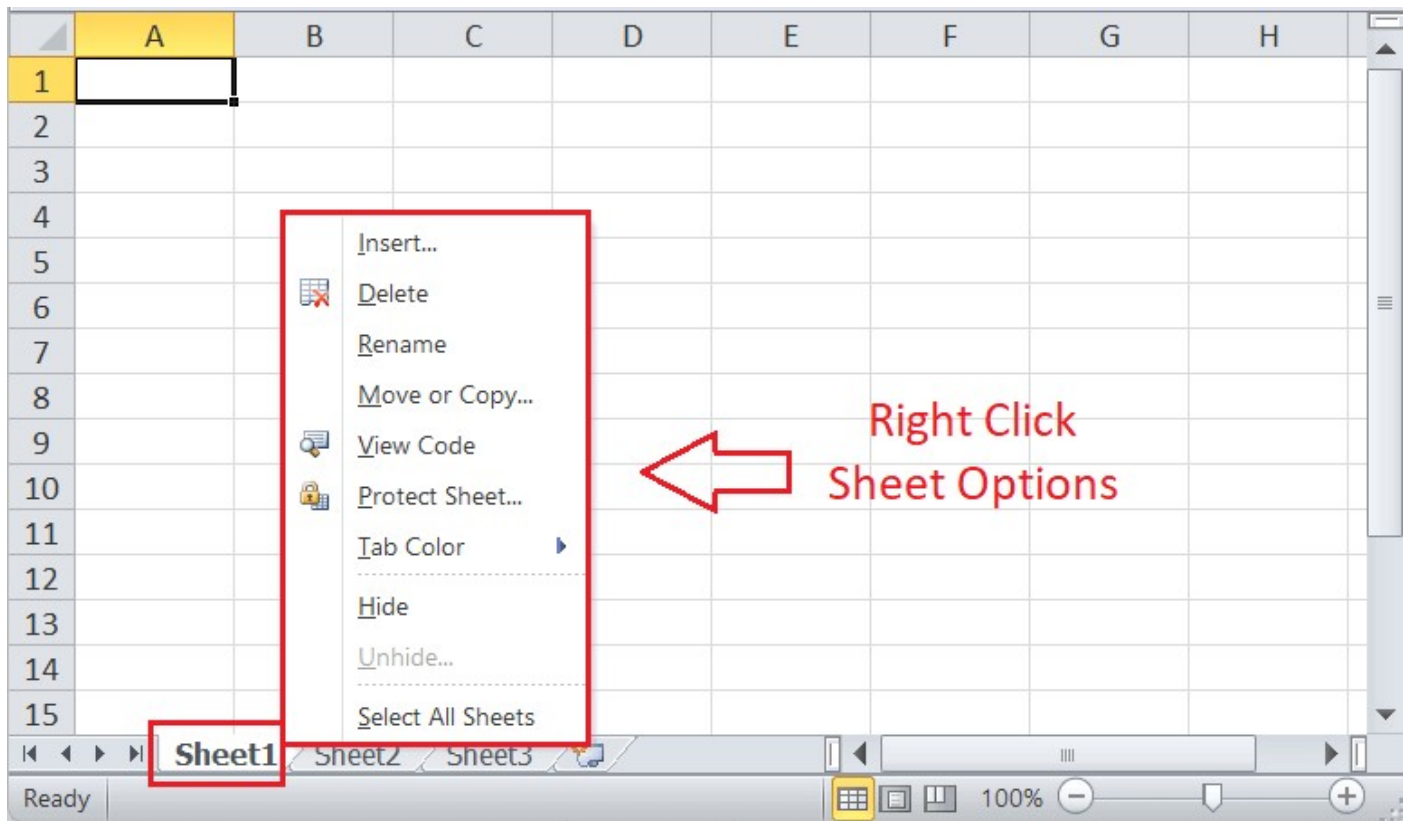 A B C D E F G H
1
2
3
4
5
6
7
8
9
10
11
12
13
14
15
Insert...
Delete
Rename
Move or Copy...
View Code
Protect Sheet...
Tab Color
Hide
Unhide...
Select All Sheets
Right Click
Sheet Options
Sheet1 Sheet2 Sheet3
Ready 100%